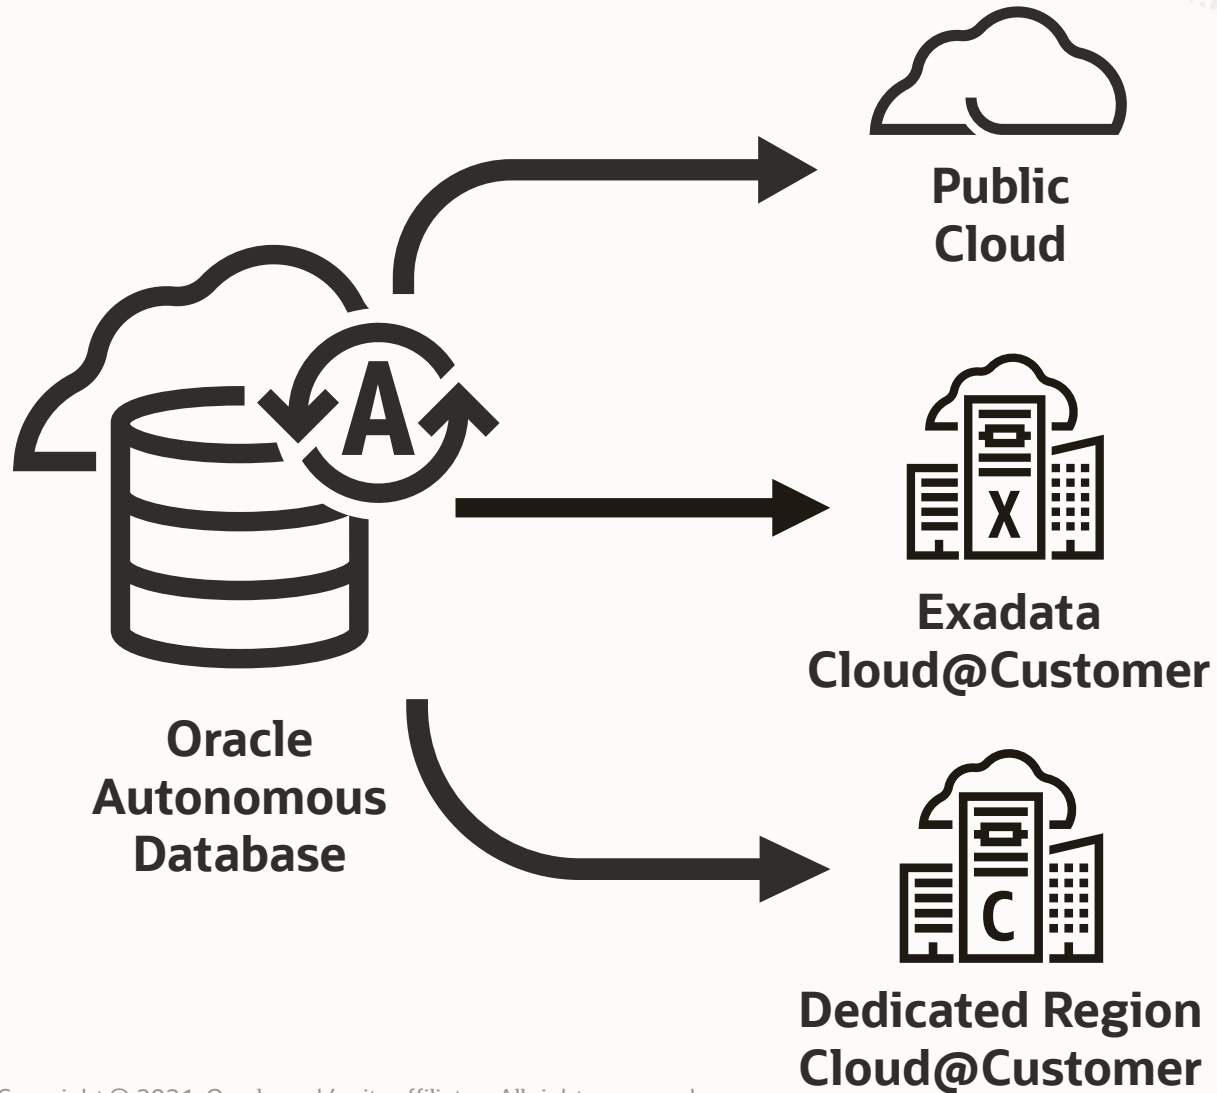 Public
Cloud
A
X
Exadata
Cloud@Customer
Oracle
Autonomous
Database
C
Dedicated Region
Cloud@Customer